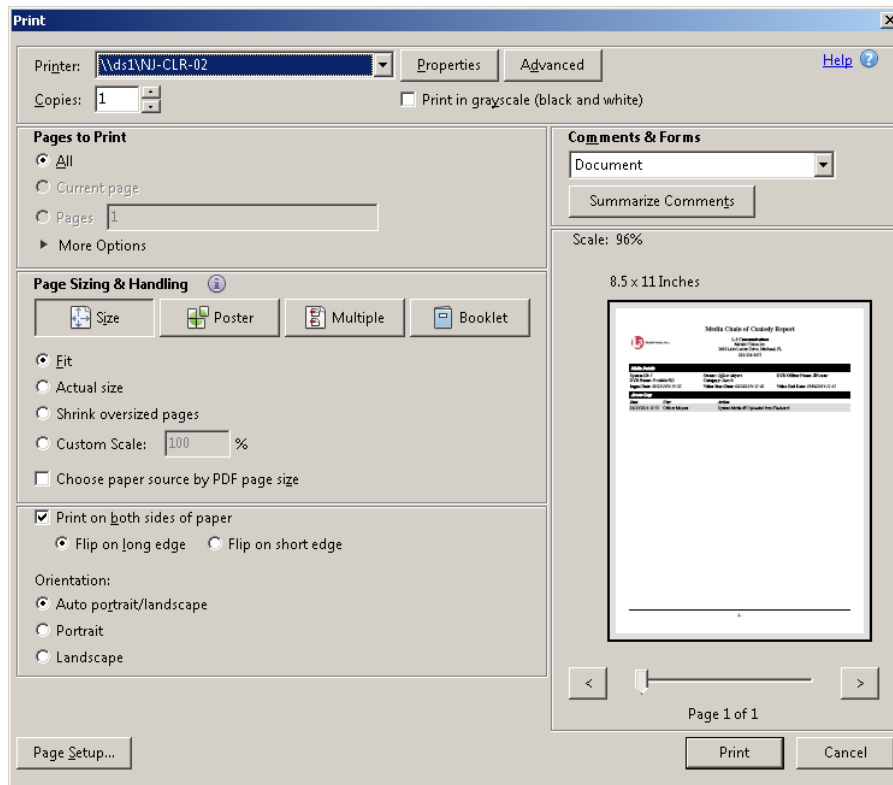 Print
Printer: \\ds1\NJ-CLR-02 Properties Advanced Help
Copies: 1 Print in grayscale (black and white)
Pages to Print
All
Current page
Pages 1
More Options
Comments & Forms
Document
Summarize Comments
Page Sizing & Handling
Size Poster Multiple Booklet
Fit
Actual size
Shrink oversized pages
Custom Scale: 100 %
Choose paper source by PDF page size
Print on both sides of paper
Flip on long edge Flip on short edge
Orientation:
Auto portrait/landscape
Portrait
Landscape
Scale: 96%
8.5 x 11 Inches
Media Chain of Custody Report
Page 1 of 1
< >
Page Setup...
Print Cancel